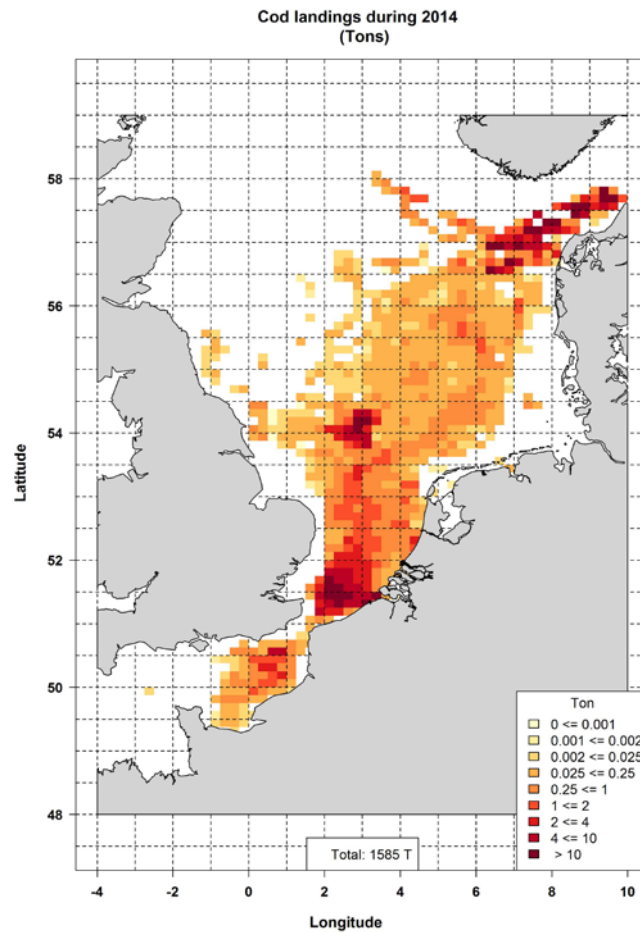 Cod landings during 2014
(Tons)
Latitude
58
56
54
52
50
48
Ton
0 <= 0.001
0.001 <= 0.002
0.002 <= 0.025
0.025 <= 0.25
0.25 <= 1
1 <= 2
2 <= 4
4 <= 10
> 10
Total: 1585 T
-4 -2 0 2 4 6 8 10
Longitude